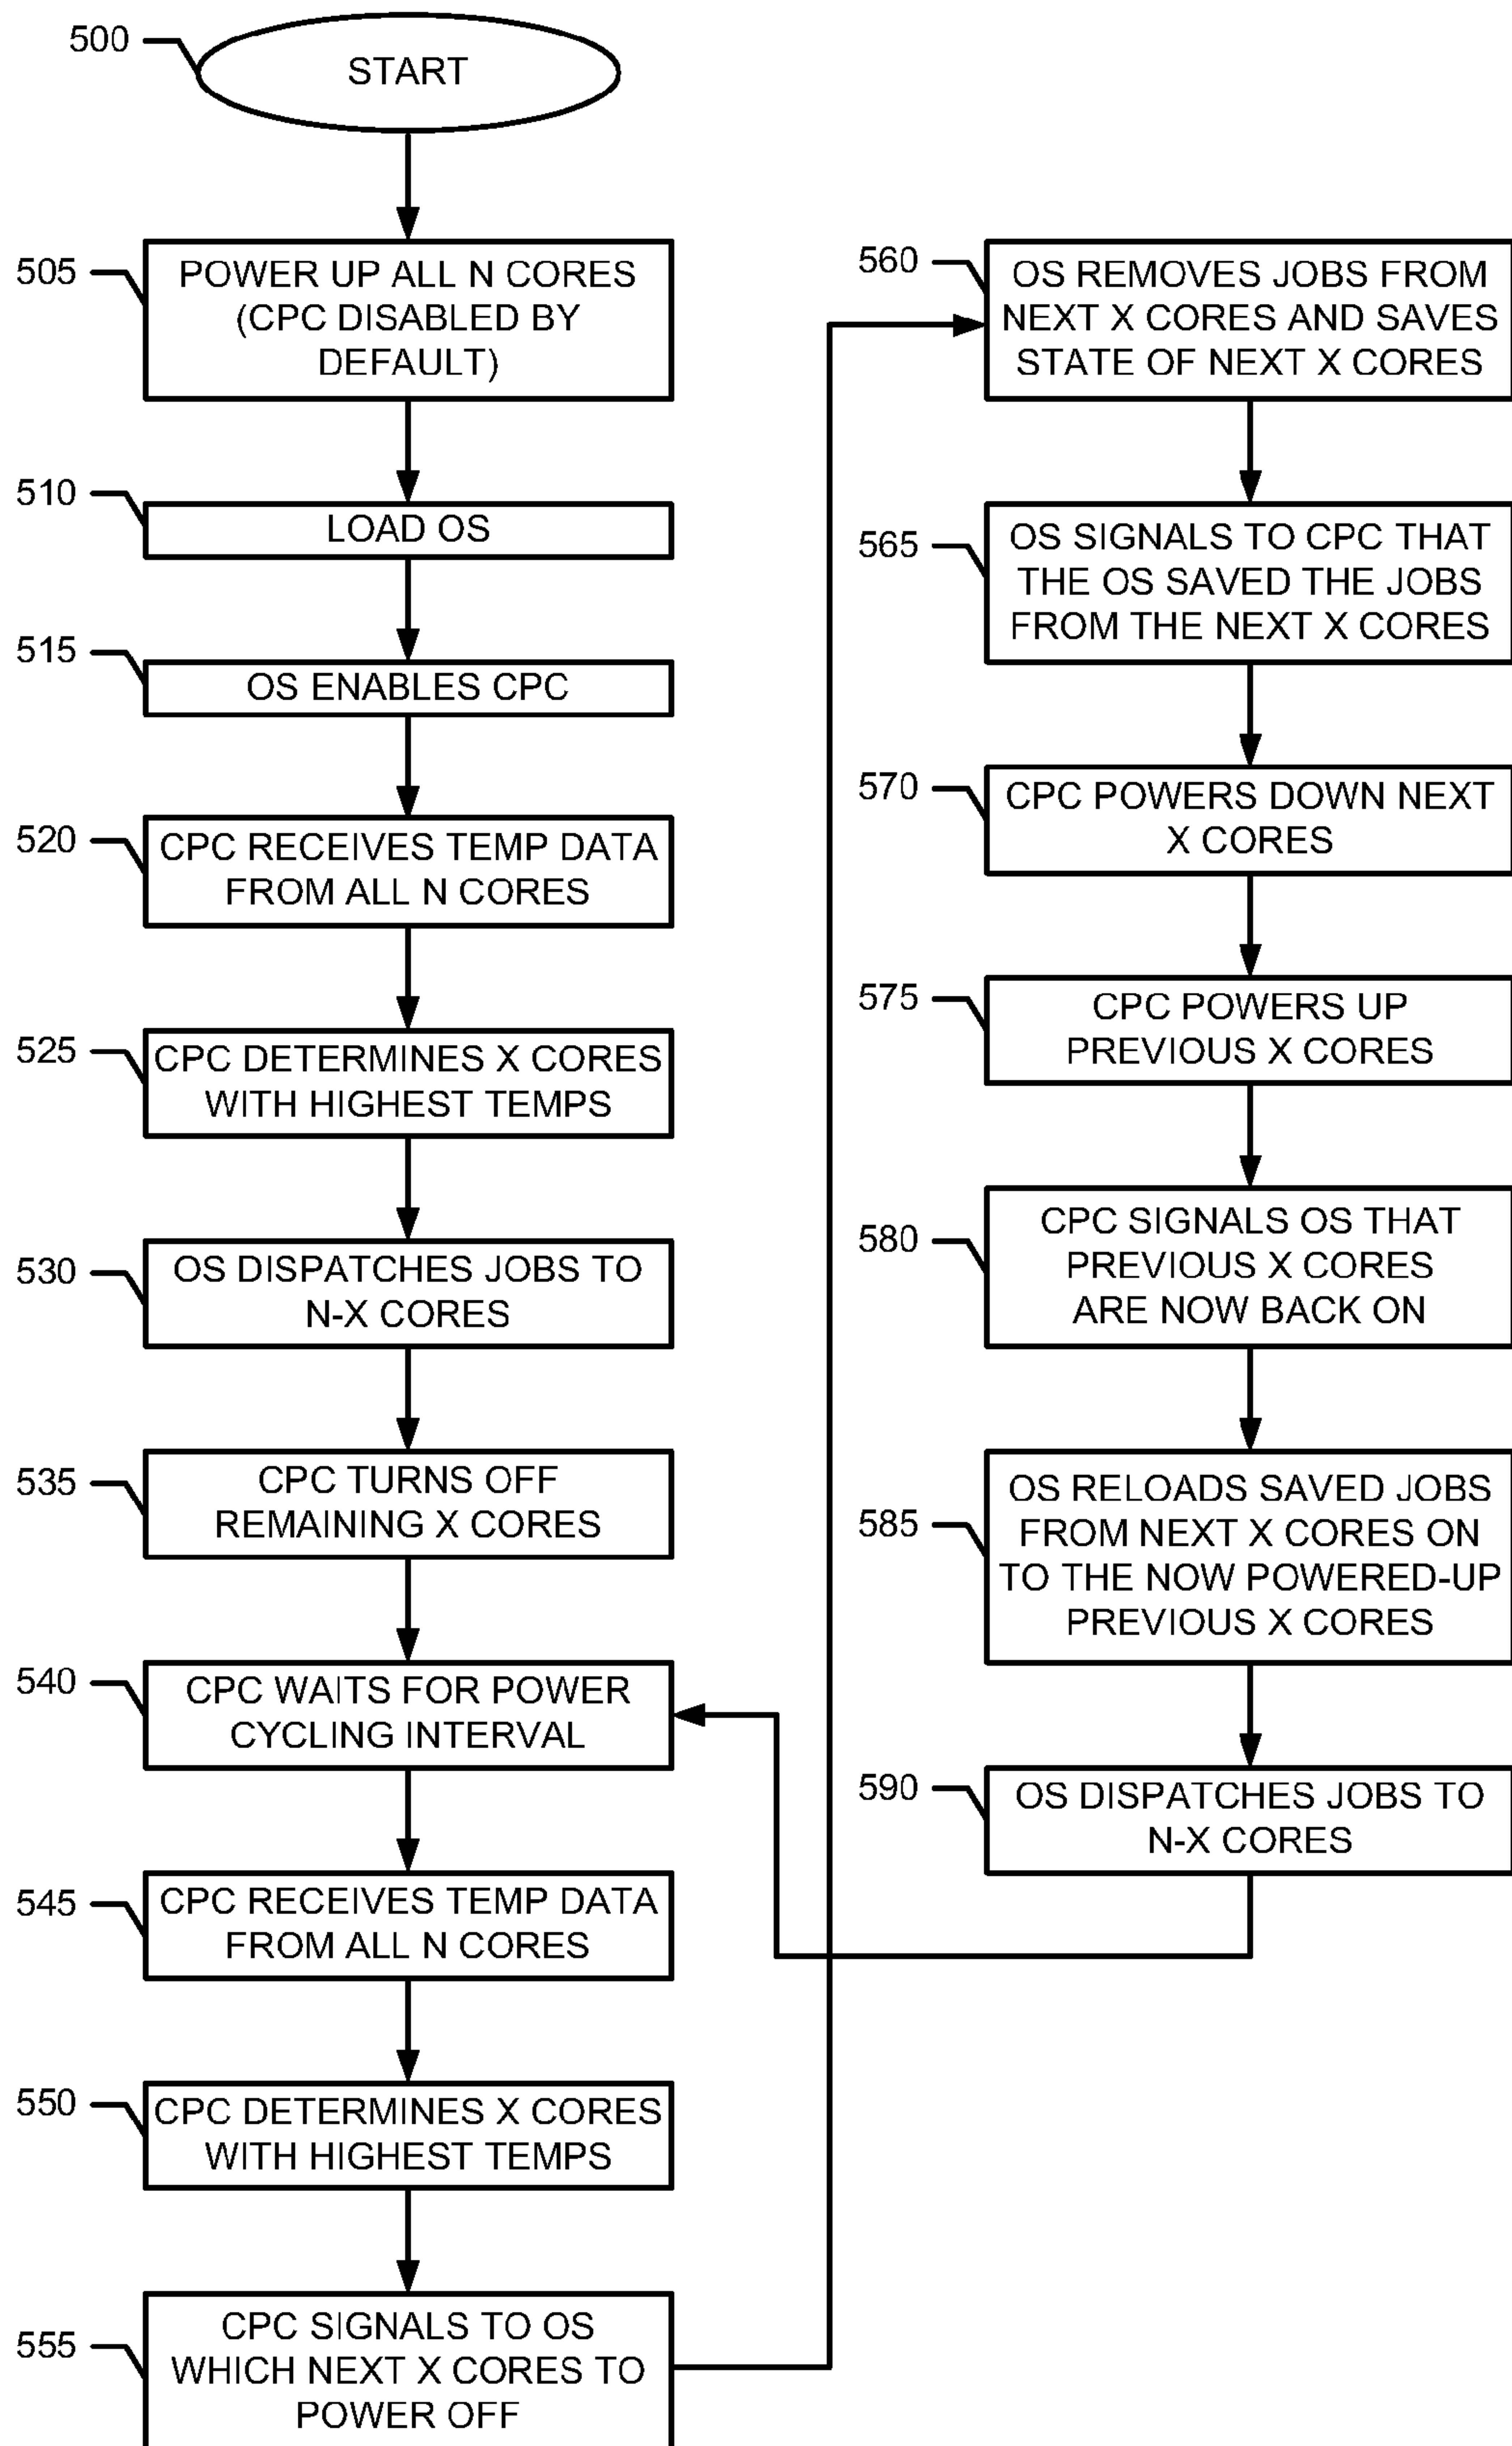 500
START
505
POWER UP ALL N CORES
(CPC DISABLED BY
DEFAULT)
510
LOAD OS
515
OS ENABLES CPC
520
CPC RECEIVES TEMP DATA
FROM ALL N CORES
525
CPC DETERMINES X CORES
WITH HIGHEST TEMPS
530
OS DISPATCHES JOBS TO
N-X CORES
535
CPC TURNS OFF
REMAINING X CORES
540
CPC WAITS FOR POWER
CYCLING INTERVAL
545
CPC RECEIVES TEMP DATA
FROM ALL N CORES
550
CPC DETERMINES X CORES
WITH HIGHEST TEMPS
555
CPC SIGNALS TO OS
WHICH NEXT X CORES TO
POWER OFF
560
OS REMOVES JOBS FROM
NEXT X CORES AND SAVES
STATE OF NEXT X CORES
565
OS SIGNALS TO CPC THAT
THE OS SAVED THE JOBS
FROM THE NEXT X CORES
570
CPC POWERS DOWN NEXT
X CORES
575
CPC POWERS UP
PREVIOUS X CORES
580
CPC SIGNALS OS THAT
PREVIOUS X CORES
ARE NOW BACK ON
585
OS RELOADS SAVED JOBS
FROM NEXT X CORES ON
TO THE NOW POWERED-UP
PREVIOUS X CORES
590
OS DISPATCHES JOBS TO
N-X CORES